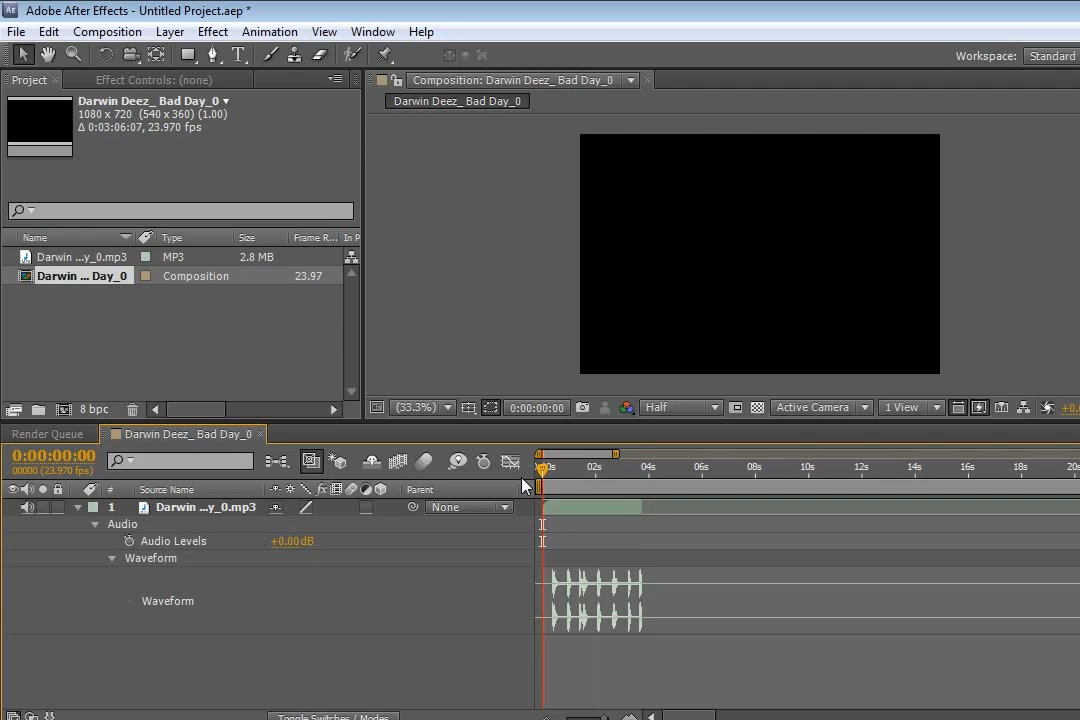 Ae Adobe After Effects - Untitled Project.aep *
File Edit Composition Layer Effect Animation View Window Help
T Workspace: Standard
Project × Effect Controls: (none) Composition: Darwin Deez_ Bad Day_0 ×
Darwin Deez_ Bad Day_0
Darwin Deez_ Bad Day_0
1080 x 720 (540 x 360) (1.00)
Δ 0:03:06:07, 23.970 fps
Name Type Size Frame R... In P
Darwin ...y_0.mp3 MP3 2.8 MB
Darwin ... Day_0 Composition 23.97
8 bpc
(33.3%) 0:00:00:00 Half Active Camera 1 View +0.
Render Queue Darwin Deez_ Bad Day_0 ×
0:00:00:00
00000 (23.970 fps)
02s 04s 06s 08s 10s 12s 14s 16s 18s 20s
# Source Name fx Parent
1 Darwin ...y_0.mp3 None
Audio
Audio Levels +0.00dB
Waveform
Waveform
Toggle Switches / Modes